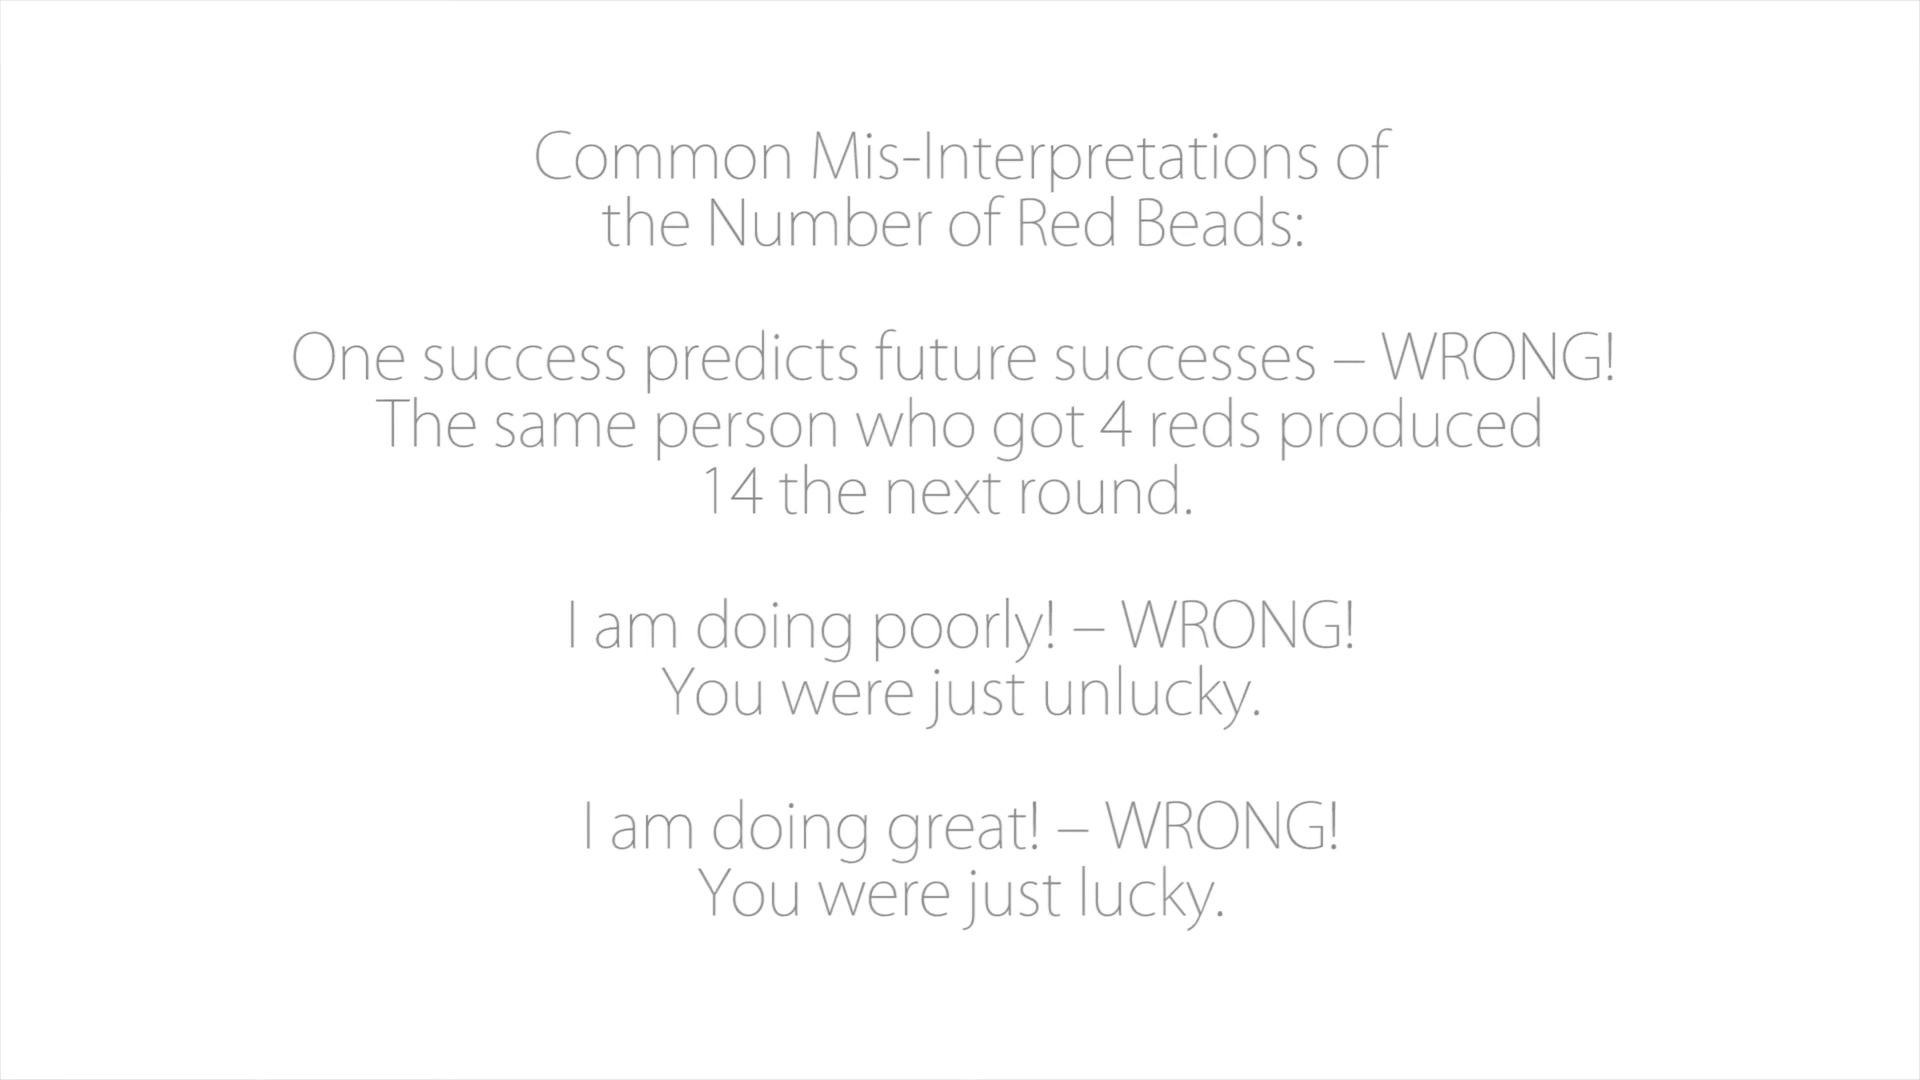 Common Mis-Interpretations of
the Number of Red Beads:
One success predicts future successes – WRONG!
The same person who got 4 reds produced
14 the next round.
I am doing poorly! – WRONG!
You were just unlucky.
I am doing great! – WRONG!
You were just lucky.